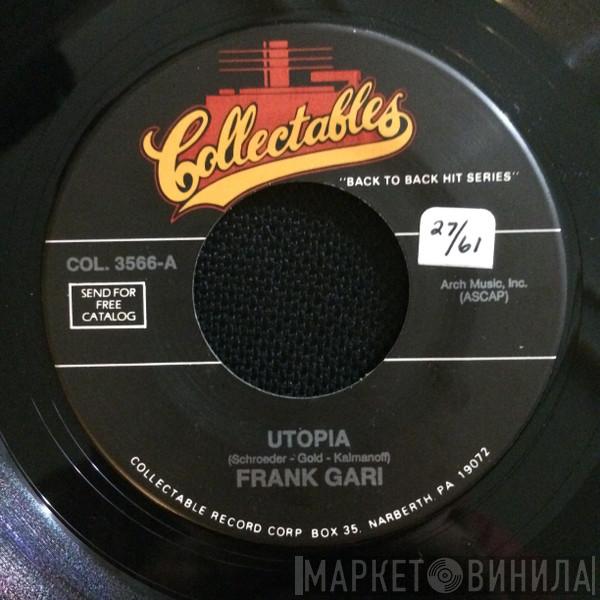 Collectables
"BACK TO BACK HIT SERIES"
27/61
COL. 3566-A
SEND FOR
FREE
CATALOG
Arch Music, Inc.
(ASCAP)
UTOPIA
(Schroeder - Gold - Kalmanoff)
FRANK GARI
COLLECTABLE RECORD CORP BOX 35, NARBERTH, PA 19072
МАРКЕТ ВИНИЛА